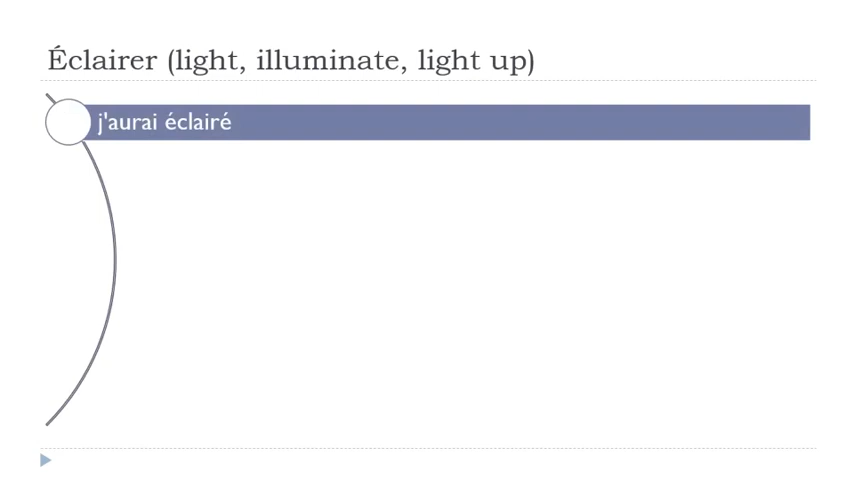 Éclairer (light, illuminate, light up)
j'aurai éclairé